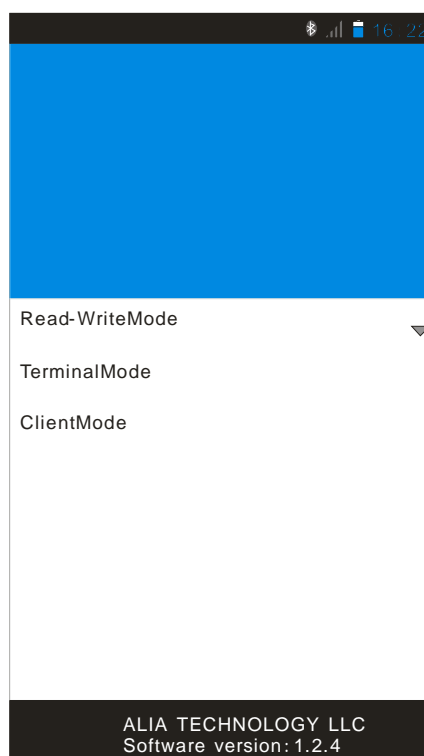 16 22
Read-WriteMode
TerminalMode
ClientMode
ALIA TECHNOLOGY LLC
Software version:1.2.4